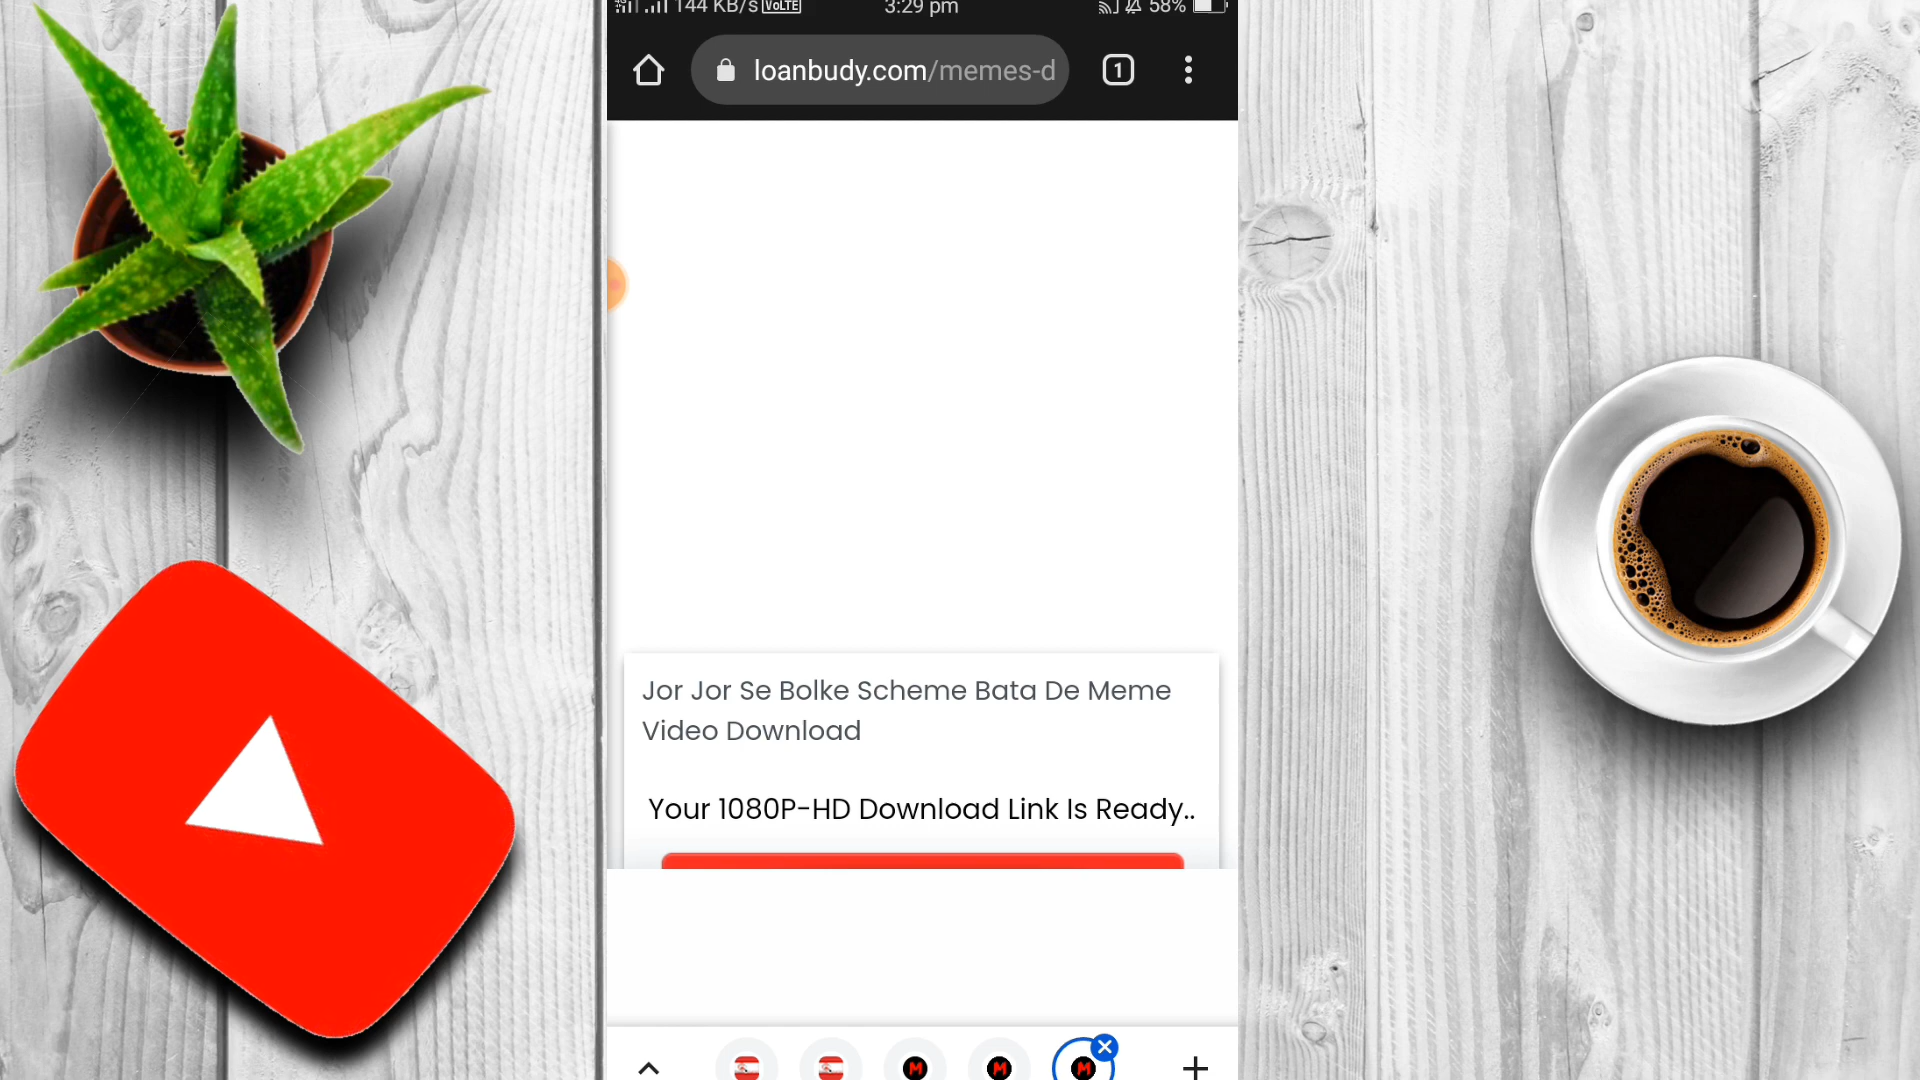 144 KB/s VoLTE 3:29 pm 58%
loanbudy.com/memes-d 1
Jor Jor Se Bolke Scheme Bata De Meme
Video Download
Your 1080P-HD Download Link Is Ready..
M M M